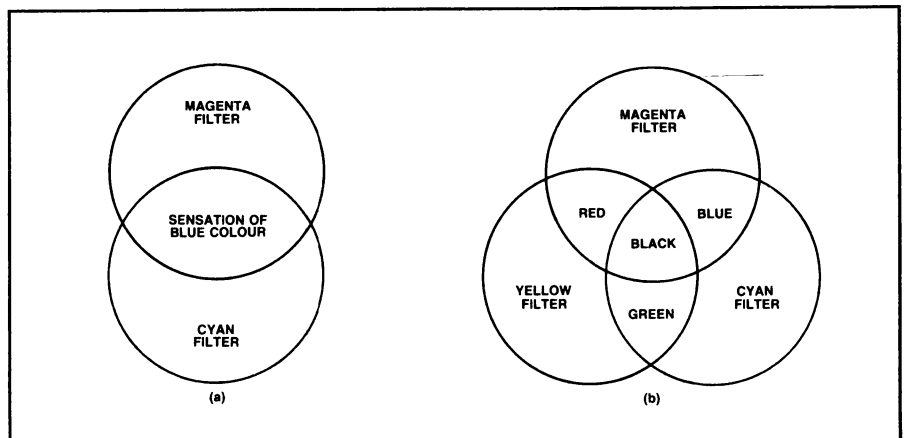 MAGENTA
FILTER
SENSATION OF
BLUE COLOUR
CYAN
FILTER
(a)
MAGENTA
FILTER
RED
BLUE
BLACK
YELLOW
FILTER
CYAN
FILTER
GREEN
(b)